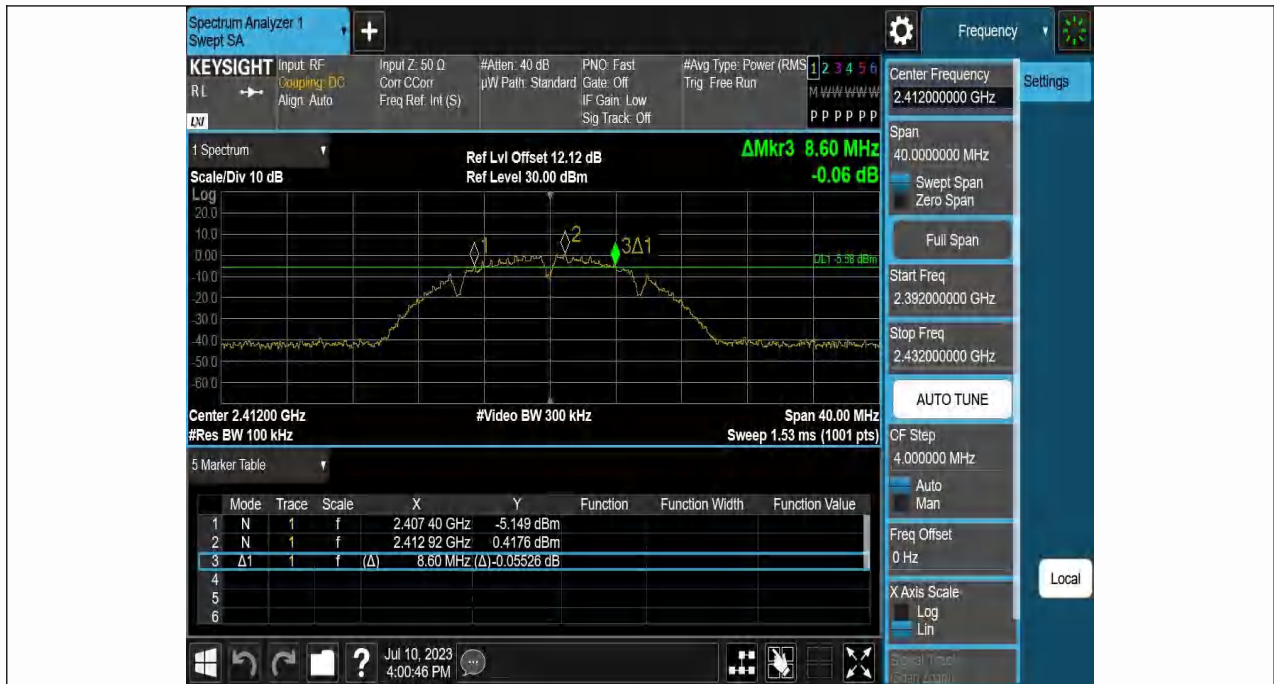 Spectrum Analyzer 1
Swept SA
+
Frequency
KEYSIGHT
RL
LXI
Input: RF
Coupling: DC
Align: Auto
Input Z: 50 Ω
Corr CCorr
Freq Ref: Int (S)
#Atten: 40 dB
µW Path: Standard
PNO: Fast
Gate: Off
IF Gain: Low
Sig Track: Off
#Avg Type: Power (RMS
Trig: Free Run
1 2 3 4 5 6
M W W W W W
P P P P P P
1 Spectrum
Scale/Div 10 dB
Ref Lvl Offset 12.12 dB
Ref Level 30.00 dBm
ΔMkr3 8.60 MHz
-0.06 dB
Log
20.0
10.0
0.00
-10.0
-20.0
-30.0
-40.0
-50.0
-60.0
1
2
3Δ1
DL1 -5.58 dBm
Center 2.41200 GHz
#Video BW 300 kHz
Span 40.00 MHz
#Res BW 100 kHz
Sweep 1.53 ms (1001 pts)
5 Marker Table
Mode Trace Scale X Y Function Function Width Function Value
1 N 1 f 2.407 40 GHz -5.149 dBm
2 N 1 f 2.412 92 GHz 0.4176 dBm
3 Δ1 1 f (Δ) 8.60 MHz (Δ) -0.05526 dB
4
5
6
?
Jul 10, 2023
4:00:46 PM
Center Frequency
2.412000000 GHz
Settings
Span
40.0000000 MHz
Swept Span
Zero Span
Full Span
Start Freq
2.392000000 GHz
Stop Freq
2.432000000 GHz
AUTO TUNE
CF Step
4.000000 MHz
Auto
Man
Freq Offset
0 Hz
X Axis Scale
Log
Lin
Local
Signal Track
(Span Zoom)